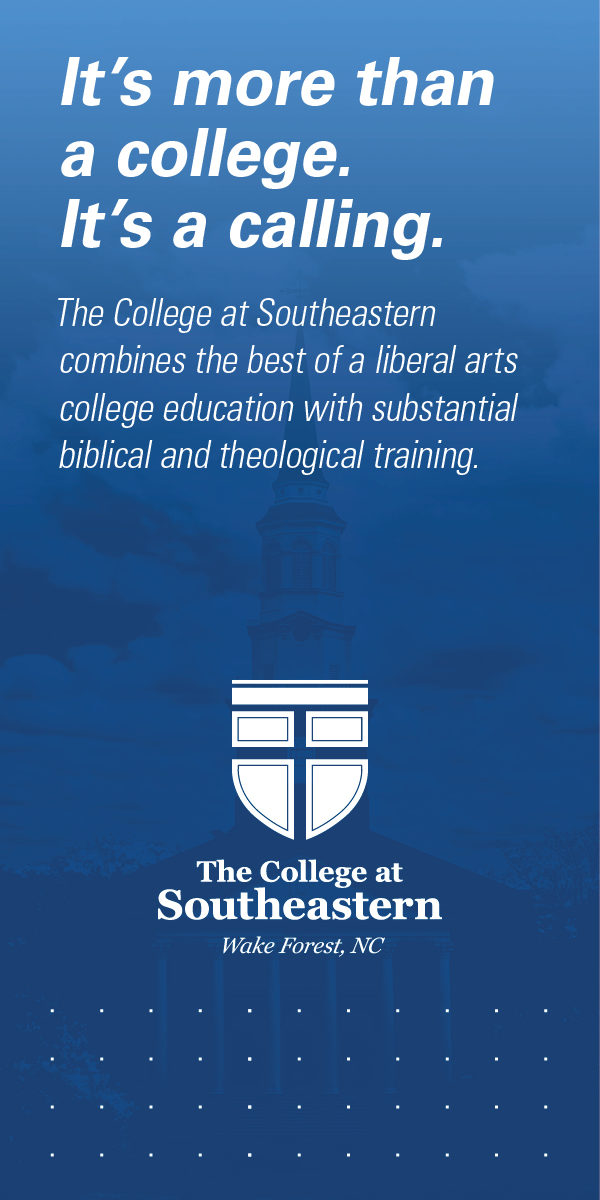 It’s more than
a college.
It’s a calling.
The College at Southeastern
combines the best of a liberal arts
college education with substantial
biblical and theological training.
The College at
Southeastern
Wake Forest, NC